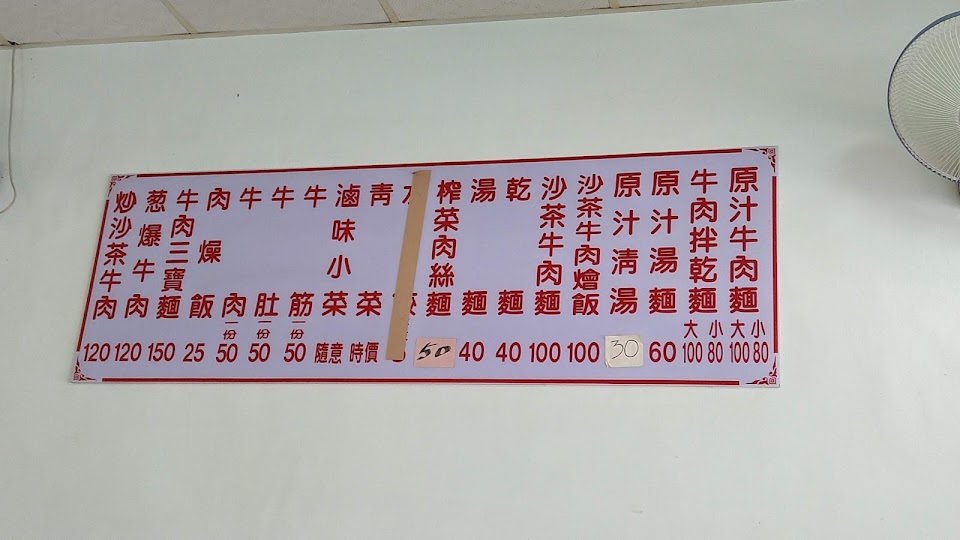 原汁牛肉麵 大100 小80
牛肉拌乾麵 大100 小80
原汁湯麵 60
原汁清湯 30
沙茶牛肉燴飯 100
沙茶牛肉麵 100
乾麵 40
湯麵 40
榨菜肉絲麵 50
青菜 時價
滷味小菜 隨意
牛筋 一份 50
牛肚 一份 50
牛肉 一份 50
肉燥飯 25
牛肉三寶麵 150
葱爆牛肉 120
炒沙茶牛肉 120